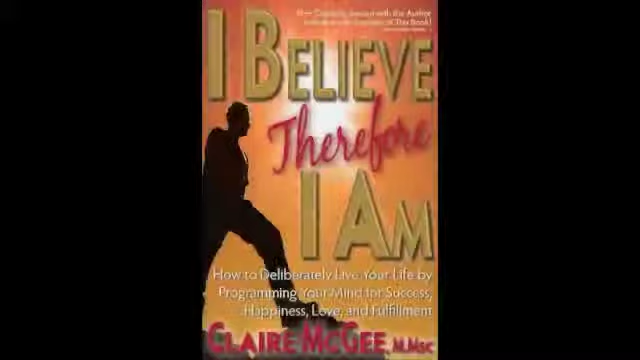 I BELIEVE
Therefore
I AM
How to Deliberately Live Your Life by
Programming Your Mind for Success,
Happiness, Love, and Fulfillment
CLAIRE MCGEE, M.MSC